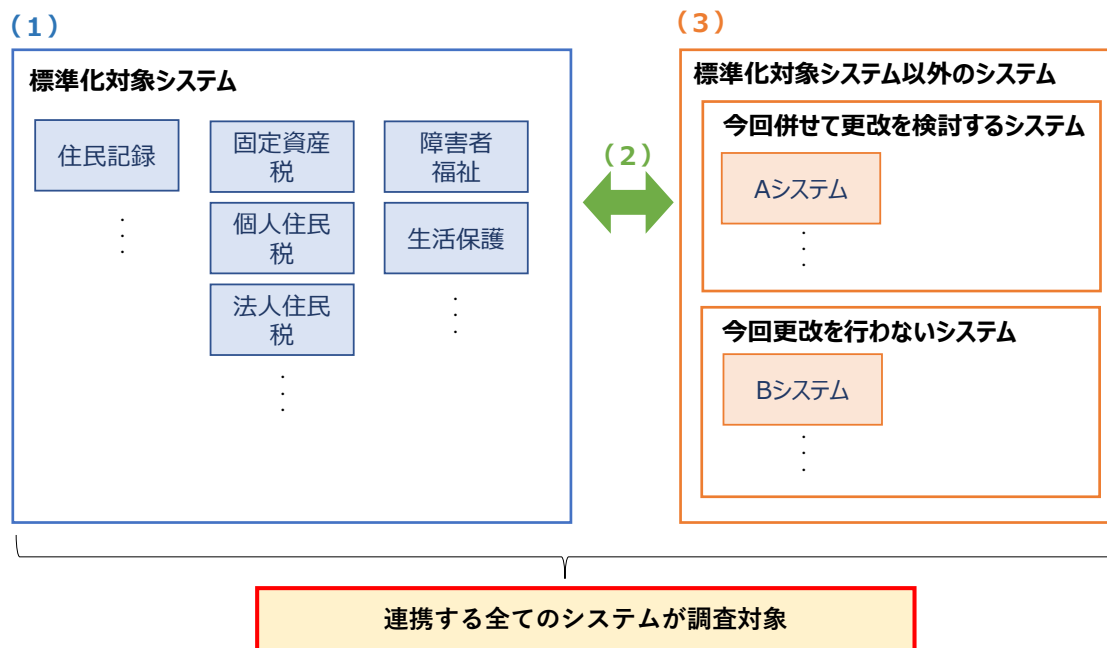 （１）
標準化対象システム
住民記録
・
・
・
固定資産
税
個人住民
税
法人住民
税
・
・
・
障害者
福祉
生活保護
・
・
・
（２）
（３）
標準化対象システム以外のシステム
今回併せて更改を検討するシステム
Aシステム
・
・
・
今回更改を行わないシステム
Bシステム
・
・
・
連携する全てのシステムが調査対象